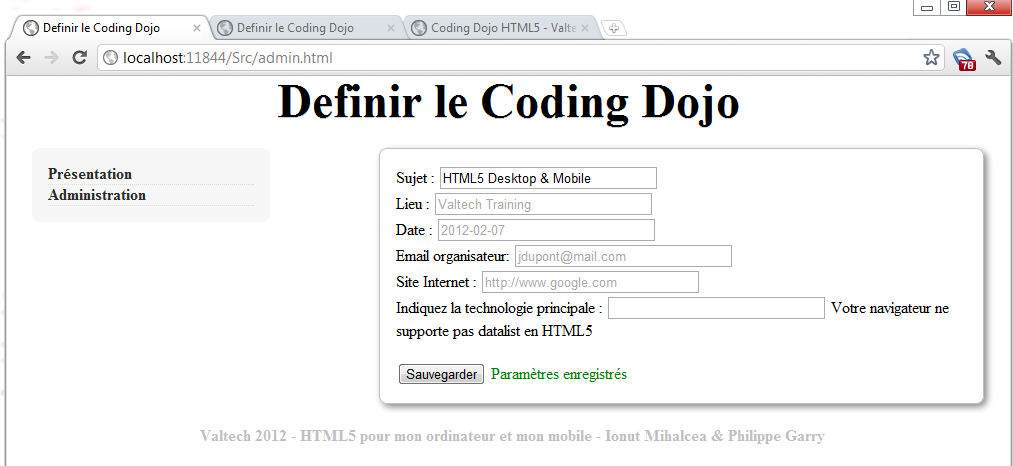 Definir le Coding Dojo
Definir le Coding Dojo
Coding Dojo HTML5 - Valte
localhost:11844/Src/admin.html
78
Definir le Coding Dojo
Présentation
Administration
Sujet : HTML5 Desktop & Mobile
Lieu : Valtech Training
Date : 2012-02-07
Email organisateur: jdupont@mail.com
Site Internet : http://www.google.com
Indiquez la technologie principale : Votre navigateur ne
supporte pas datalist en HTML5
Sauvegarder Paramètres enregistrés
Valtech 2012 - HTML5 pour mon ordinateur et mon mobile - Ionut Mihalcea & Philippe Garry